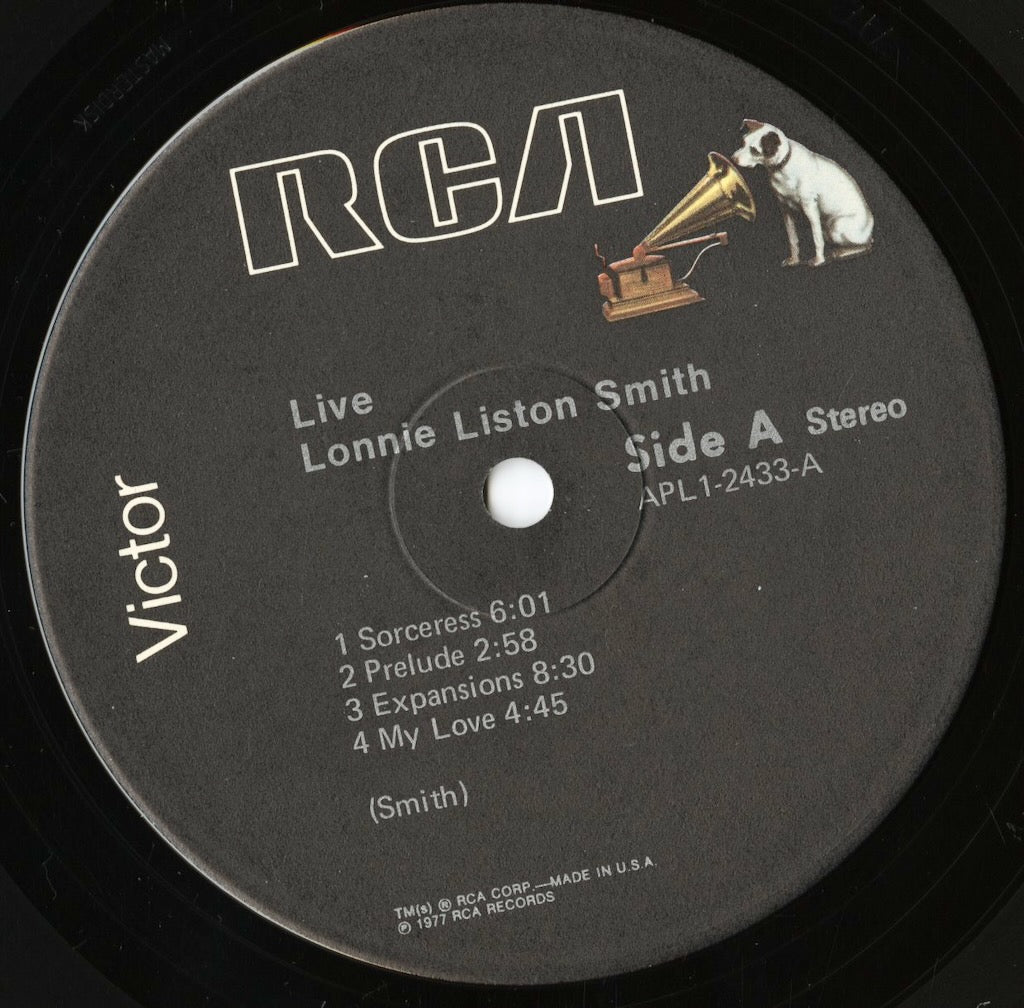 MASTERDISK
RCA
Victor
Live
Lonnie Liston Smith
Side A Stereo
APL1-2433-A
1 Sorceress 6:01
2 Prelude 2:58
3 Expansions 8:30
4 My Love 4:45
(Smith)
TM(s) ® RCA CORP.—MADE IN U.S.A.
℗ 1977 RCA RECORDS